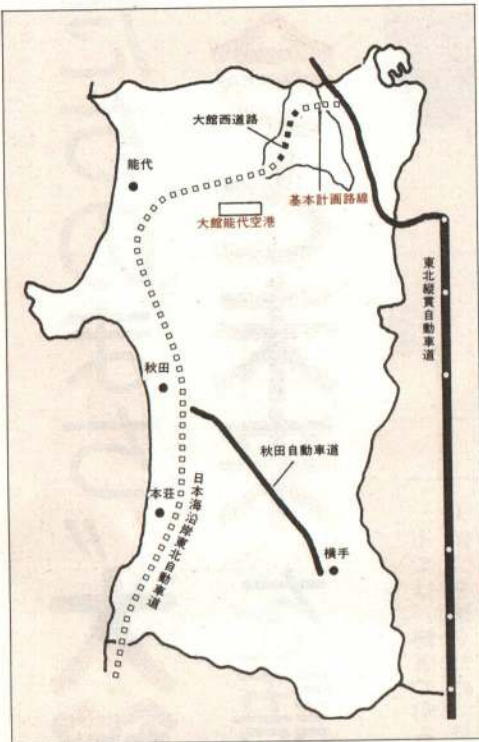 大館西道路
能代
基本計画路線
大館能代空港
東北縦貫自動車道
秋田
秋田自動車道
日本海沿岸東北自動車道
本荘
横手